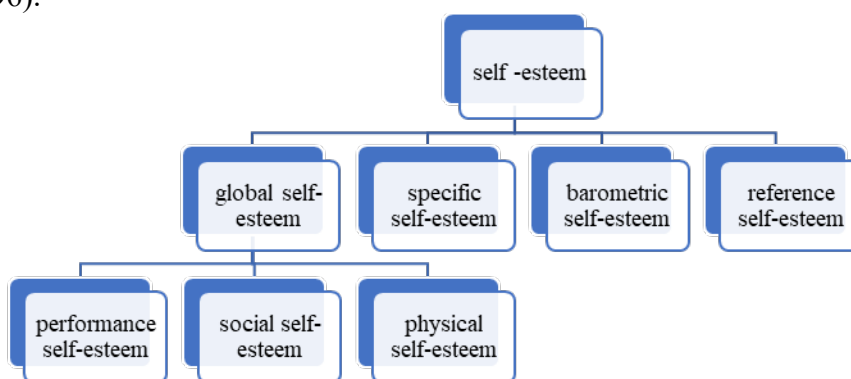 self -esteem
global self-
esteem
specific
self-esteem
barometric
self-esteem
reference
self-esteem
performance
self-esteem
social self-
esteem
physical
self-esteem